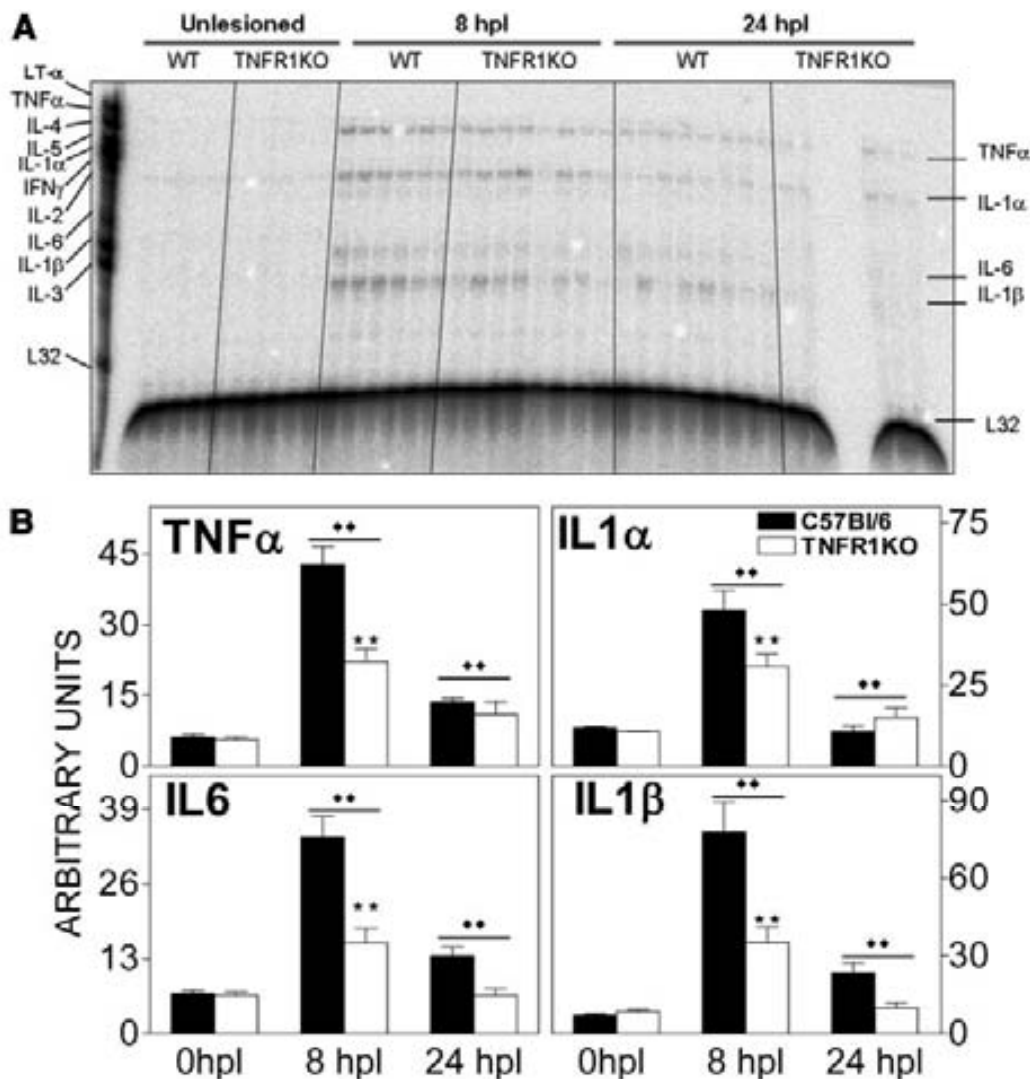 A
Unlesioned 8 hpl 24 hpl
WT TNFR1KO WT TNFR1KO WT TNFR1KO
LT-α
TNFα
IL-4
IL-5
IL-1α
IFNγ
IL-2
IL-6
IL-1β
IL-3
L32
TNFα
IL-1α
IL-6
IL-1β
L32
B
ARBITRARY UNITS
TNFα
45
30
15
0
♦♦
**
♦♦
IL1α
C57Bl/6
TNFR1KO
75
50
25
0
♦♦
**
♦♦
IL6
39
26
13
0
♦♦
**
♦♦
IL1β
90
60
30
0
♦♦
**
♦♦
0hpl 8 hpl 24 hpl 0hpl 8 hpl 24 hpl